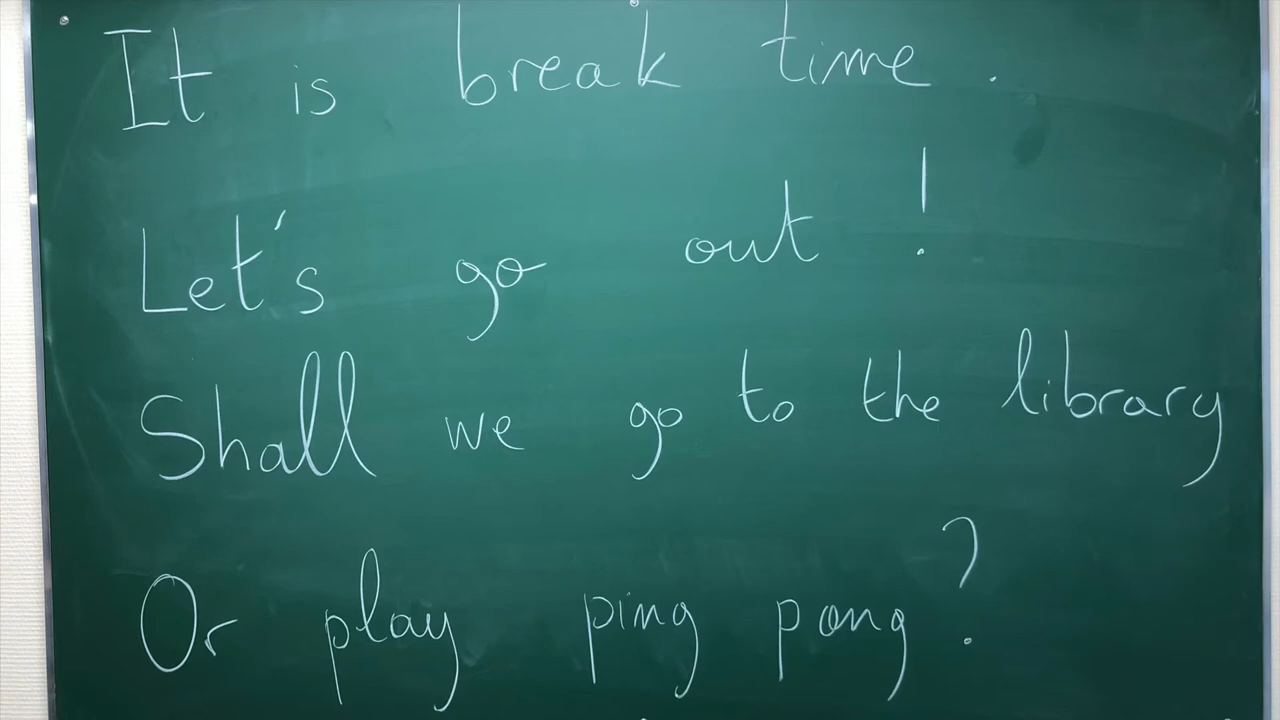 It is break time.
Let's go out!
Shall we go to the library
Or play ping pong?